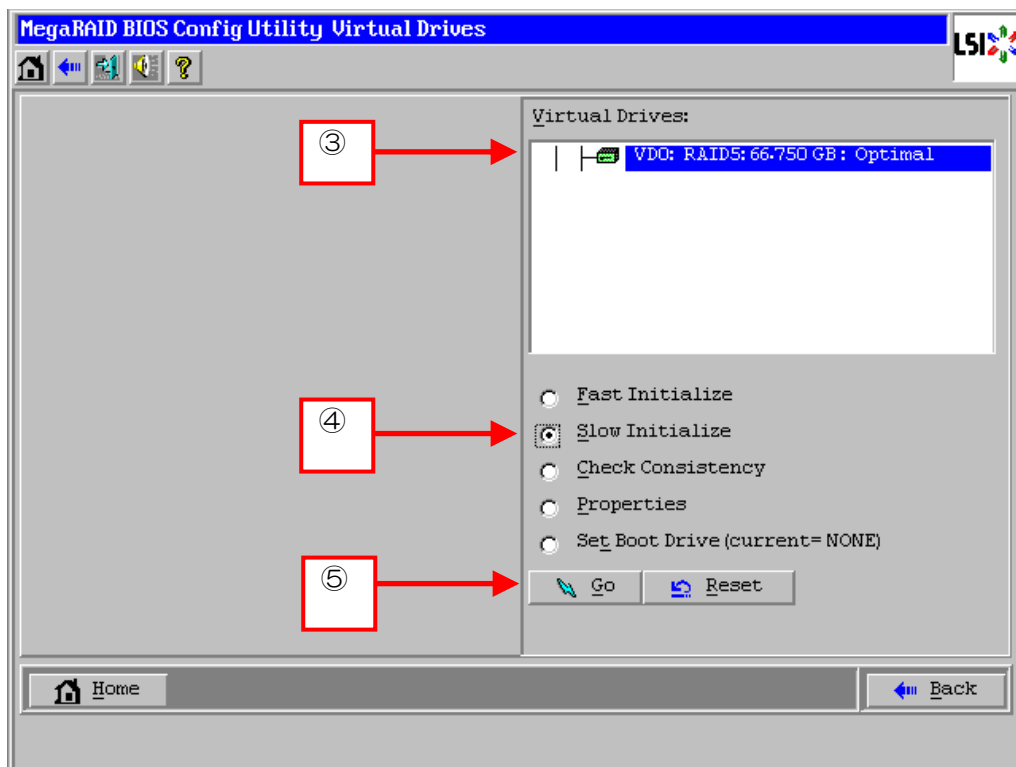 MegaRAID BIOS Config Utility Virtual Drives
LSI
Virtual Drives:
③
VD0: RAID5: 66.750 GB : Optimal
Fast Initialize
④
Slow Initialize
Check Consistency
Properties
Set Boot Drive (current= NONE)
⑤
Go
Reset
Home
Back